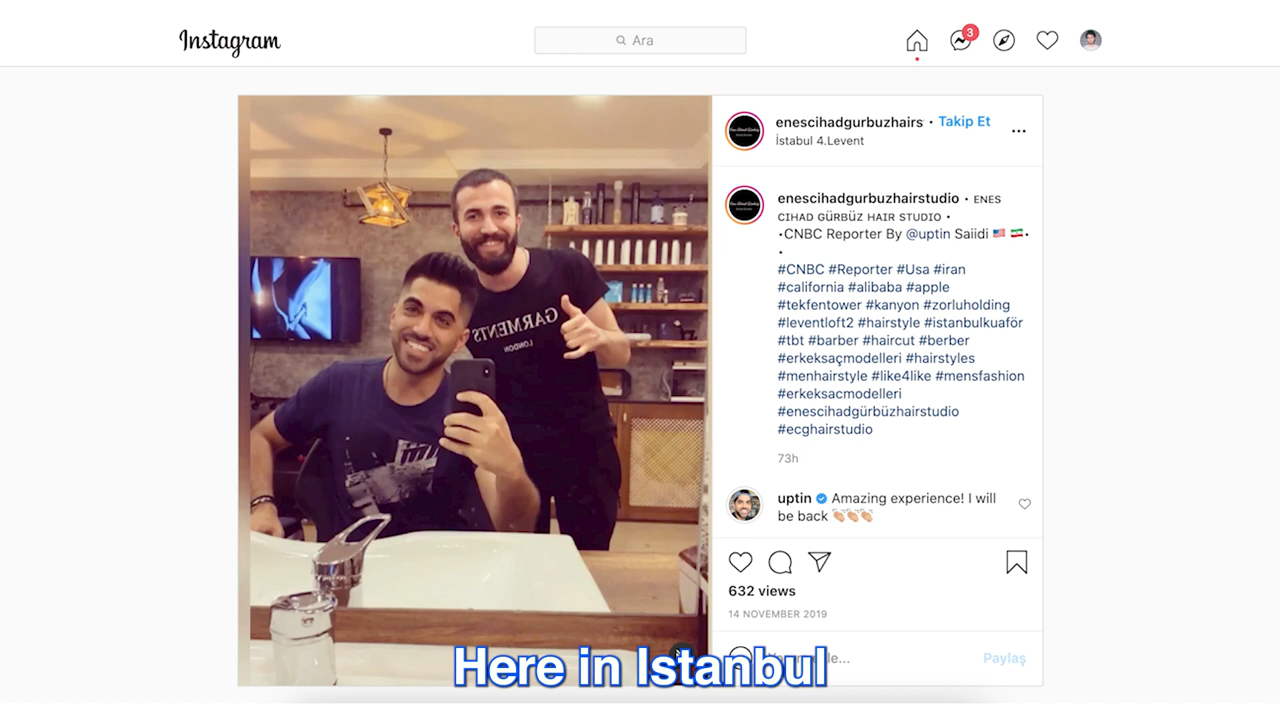 Instagram
Ara
3
enescihadgurbuzhairs • Takip Et
İstabul 4.Levent
enescihadgurbuzhairstudio • ENES
CIHAD GÜRBÜZ HAIR STUDIO •
•CNBC Reporter By @uptin Saiidi 🇺🇸 🇮🇷•
•
#CNBC #Reporter #Usa #iran
#california #alibaba #apple
#tekfentower #kanyon #zorluholding
#leventloft2 #hairstyle #istanbulkuaför
#tbt #barber #haircut #berber
#erkeksaçmodelleri #hairstyles
#menhairstyle #like4like #mensfashion
#erkeksacmodelleri
#enescihadgürbüzhairstudio
#ecghairstudio
73h
uptin Amazing experience! I will
be back 👏🏼👏🏼👏🏼
632 views
14 NOVEMBER 2019
Paylaş
GARMENTS
LONDON
Here in Istanbul